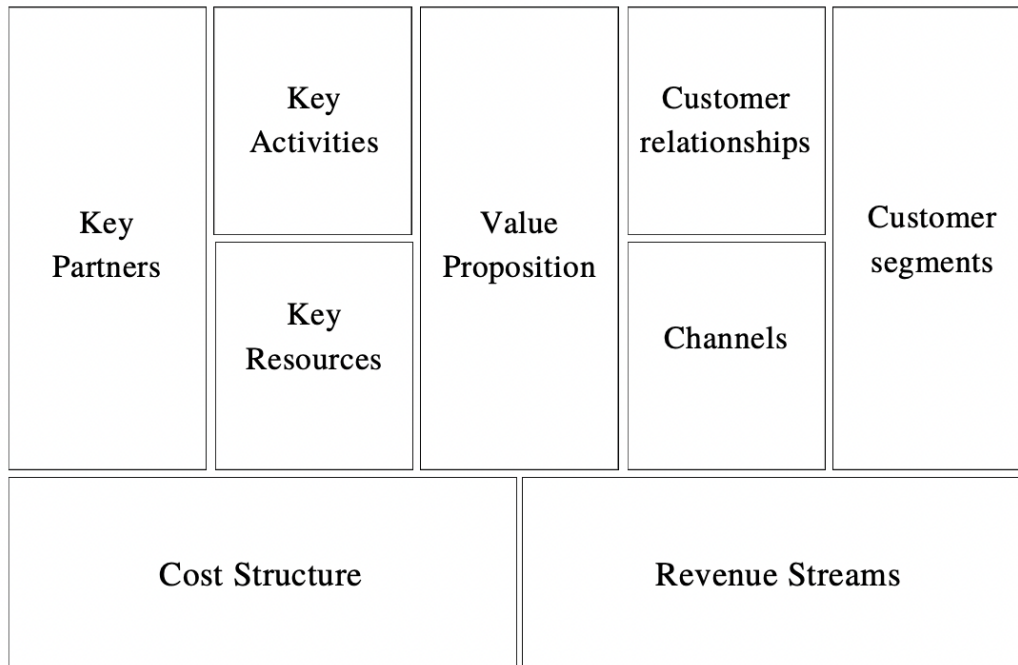 Key
Partners
Key
Activities
Key
Resources
Value
Proposition
Customer
relationships
Channels
Customer
segments
Cost Structure
Revenue Streams